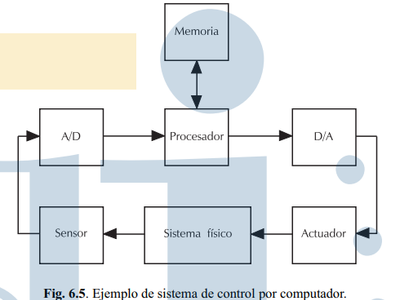 Memoria
A/D
Procesador
D/A
Sensor
Sistema físico
Actuador
Fig. 6.5. Ejemplo de sistema de control por computador.